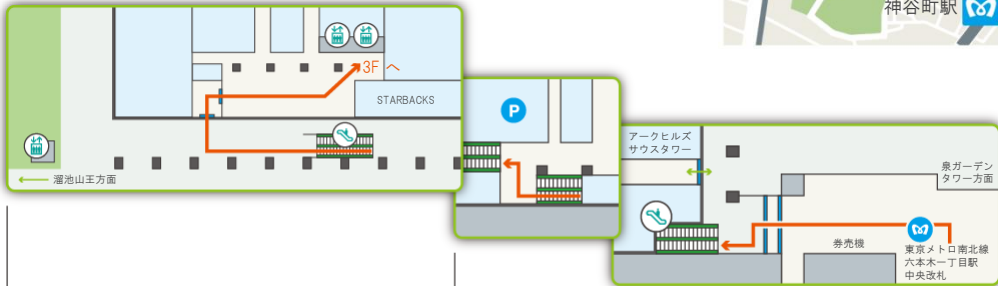 神谷町駅
3F へ
STARBACKS
溜池山王方面
P
アークヒルズ
サウスタワー
泉ガーデン
タワー方面
券売機
東京メトロ南北線
六本木一丁目駅
中央改札